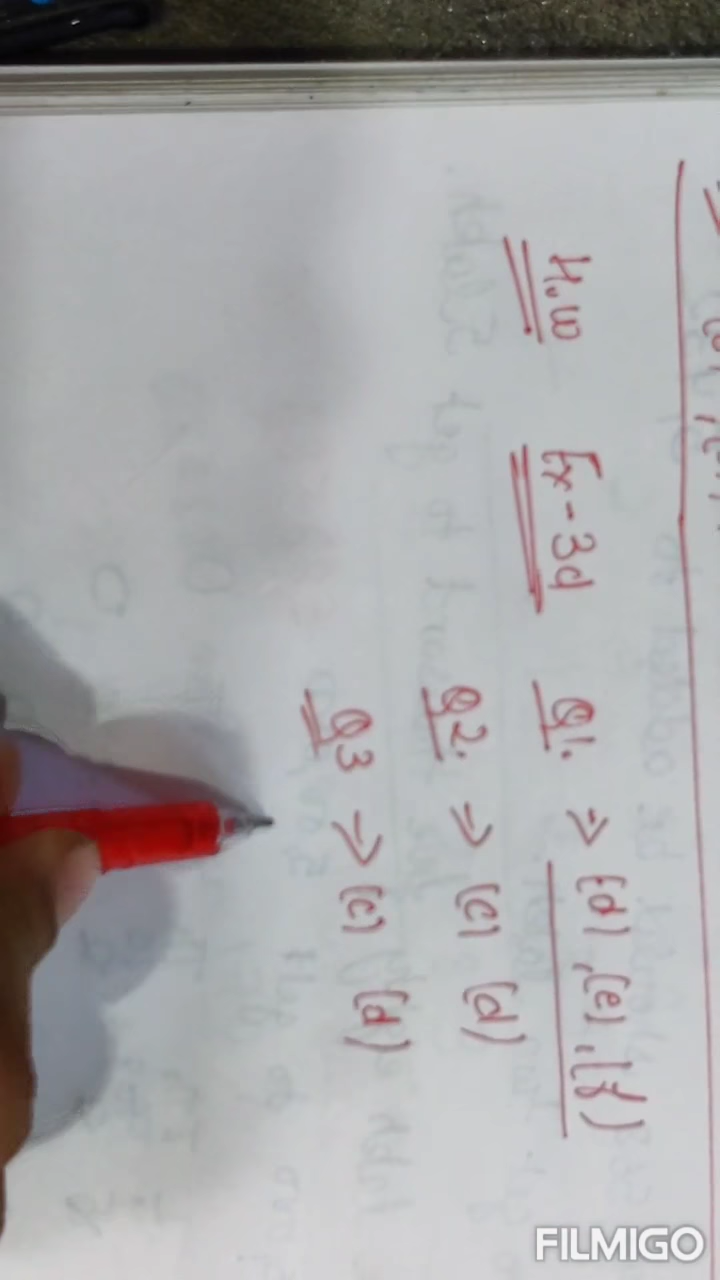 H.W Ex-3d Q1. ⇒ (d), (e), (f)
Q2. ⇒ (c) (d)
Q3 → (c) (d)
FILMIGO